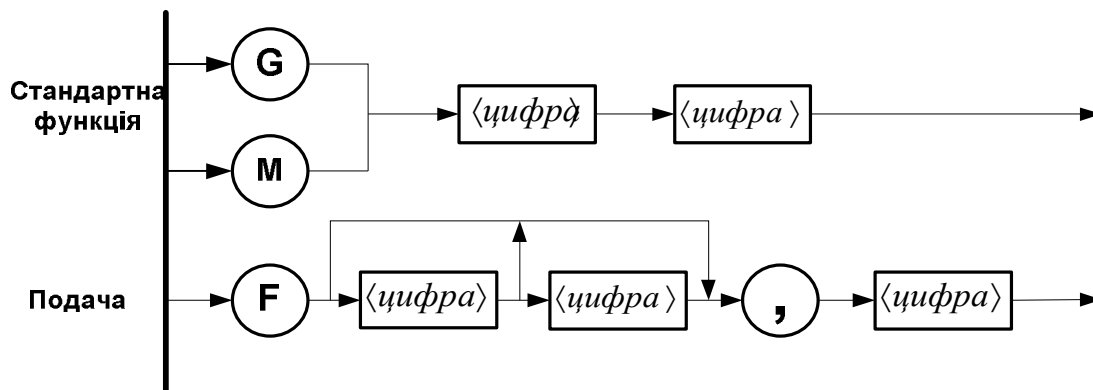 G
Стандартна
функція
⟨цифра⟩ ⟨цифра ⟩
M
Подача F ⟨цифра⟩ ⟨цифра ⟩ , ⟨цифра⟩